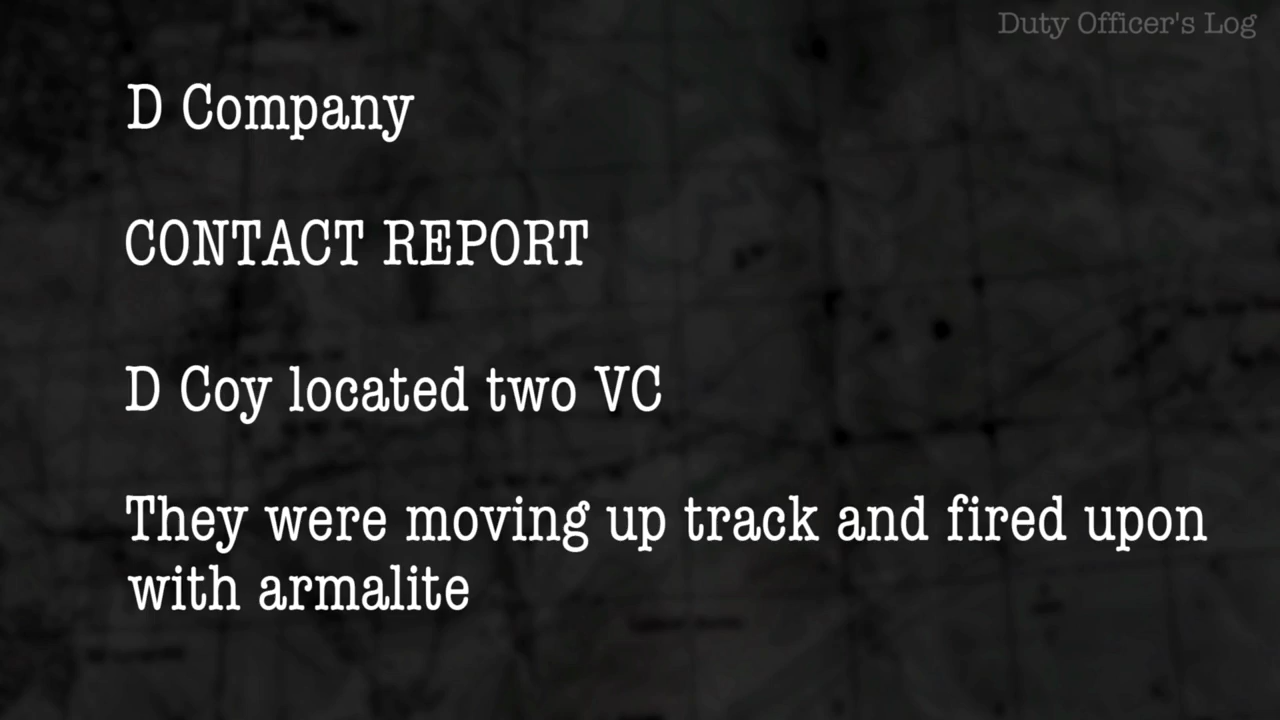 Duty Officer's Log
D Company
CONTACT REPORT
D Coy located two VC
They were moving up track and fired upon
with armalite